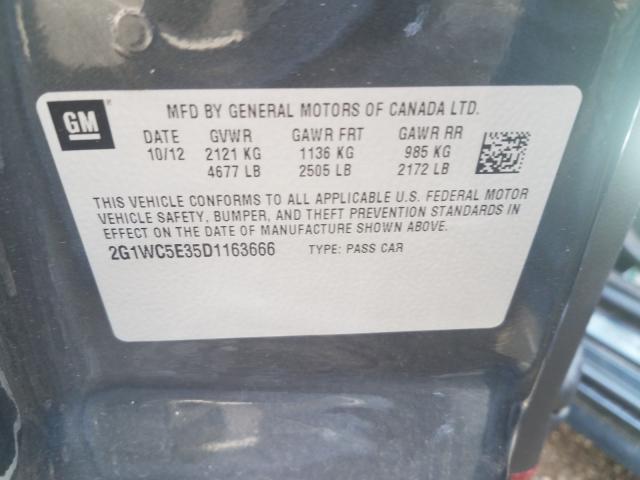 GM
MFD BY GENERAL MOTORS OF CANADA LTD.
DATE GVWR GAWR FRT GAWR RR
10/12 2121 KG 1136 KG 985 KG
4677 LB 2505 LB 2172 LB
THIS VEHICLE CONFORMS TO ALL APPLICABLE U.S. FEDERAL MOTOR
VEHICLE SAFETY, BUMPER, AND THEFT PREVENTION STANDARDS IN
EFFECT ON THE DATE OF MANUFACTURE SHOWN ABOVE.
2G1WC5E35D1163666 TYPE: PASS CAR